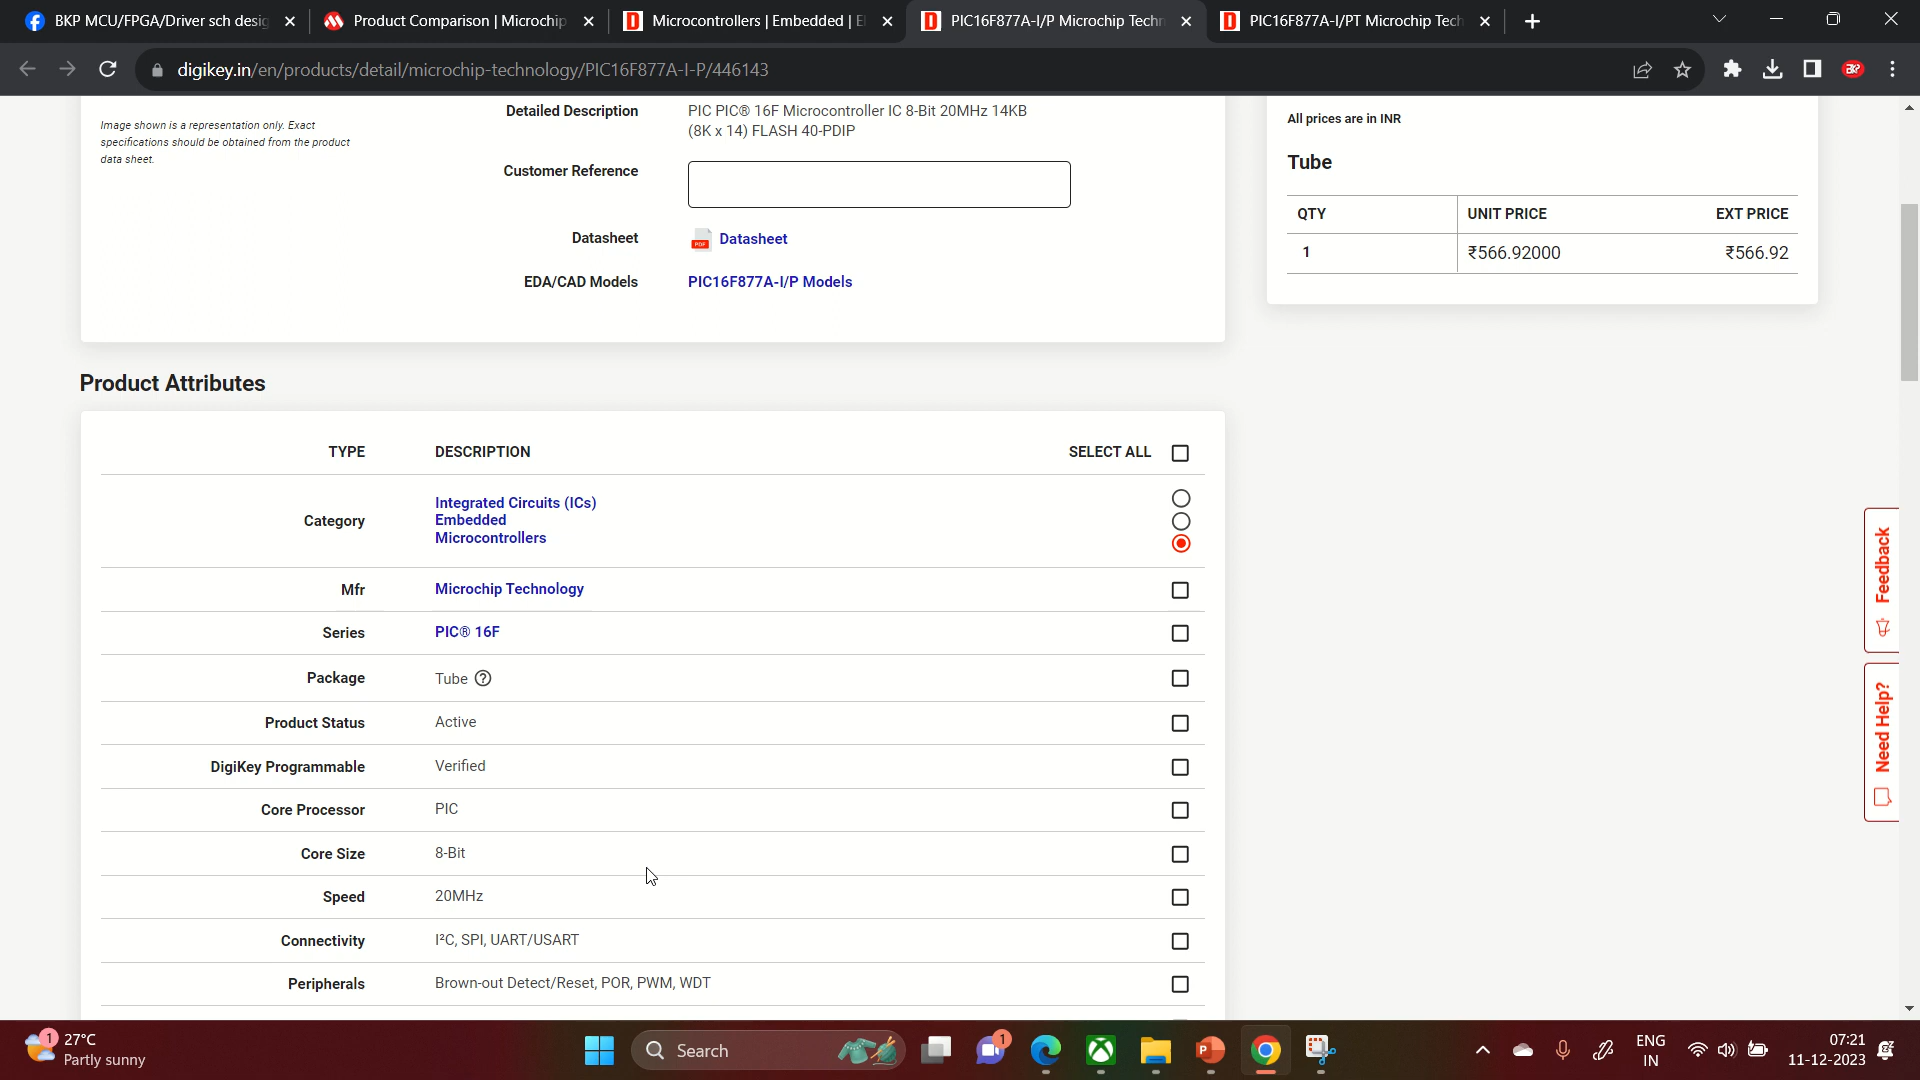 BKP MCU/FPGA/Driver sch desig
Product Comparison | Microchip
Microcontrollers | Embedded | El
PIC16F877A-I/P Microchip Techn
PIC16F877A-I/PT Microchip Tech
digikey.in/en/products/detail/microchip-technology/PIC16F877A-I-P/446143
Image shown is a representation only. Exact
specifications should be obtained from the product
data sheet.
Detailed Description
PIC PIC® 16F Microcontroller IC 8-Bit 20MHz 14KB
(8K x 14) FLASH 40-PDIP
Customer Reference
Datasheet
PDF Datasheet
EDA/CAD Models
PIC16F877A-I/P Models
All prices are in INR
Tube
QTY UNIT PRICE EXT PRICE
1 ₹566.92000 ₹566.92
Product Attributes
TYPE DESCRIPTION SELECT ALL
Category
Integrated Circuits (ICs)
Embedded
Microcontrollers
Mfr Microchip Technology
Series PIC® 16F
Package Tube ?
Product Status Active
DigiKey Programmable Verified
Core Processor PIC
Core Size 8-Bit
Speed 20MHz
Connectivity I²C, SPI, UART/USART
Peripherals Brown-out Detect/Reset, POR, PWM, WDT
Feedback
Need Help?
1
27°C
Partly sunny
Search
1
ENG
IN
07:21
11-12-2023